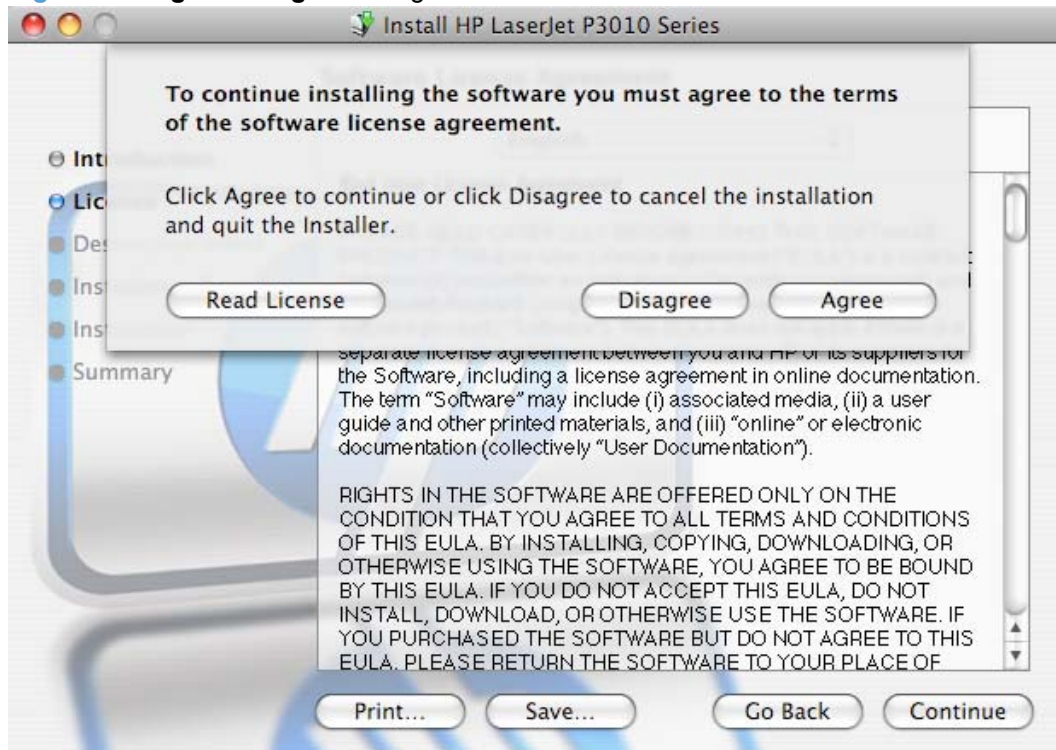 Install HP LaserJet P3010 Series
To continue installing the software you must agree to the terms
of the software license agreement.
Click Agree to continue or click Disagree to cancel the installation
and quit the Installer.
Read License
Disagree
Agree
Int
Lic
Des
Ins
Ins
Summary
separate license agreement between you and HP or its suppliers for
the Software, including a license agreement in online documentation.
The term “Software” may include (i) associated media, (ii) a user
guide and other printed materials, and (iii) “online” or electronic
documentation (collectively “User Documentation”).
RIGHTS IN THE SOFTWARE ARE OFFERED ONLY ON THE
CONDITION THAT YOU AGREE TO ALL TERMS AND CONDITIONS
OF THIS EULA. BY INSTALLING, COPYING, DOWNLOADING, OR
OTHERWISE USING THE SOFTWARE, YOU AGREE TO BE BOUND
BY THIS EULA. IF YOU DO NOT ACCEPT THIS EULA, DO NOT
INSTALL, DOWNLOAD, OR OTHERWISE USE THE SOFTWARE. IF
YOU PURCHASED THE SOFTWARE BUT DO NOT AGREE TO THIS
EULA, PLEASE RETURN THE SOFTWARE TO YOUR PLACE OF
Print...
Save...
Go Back
Continue